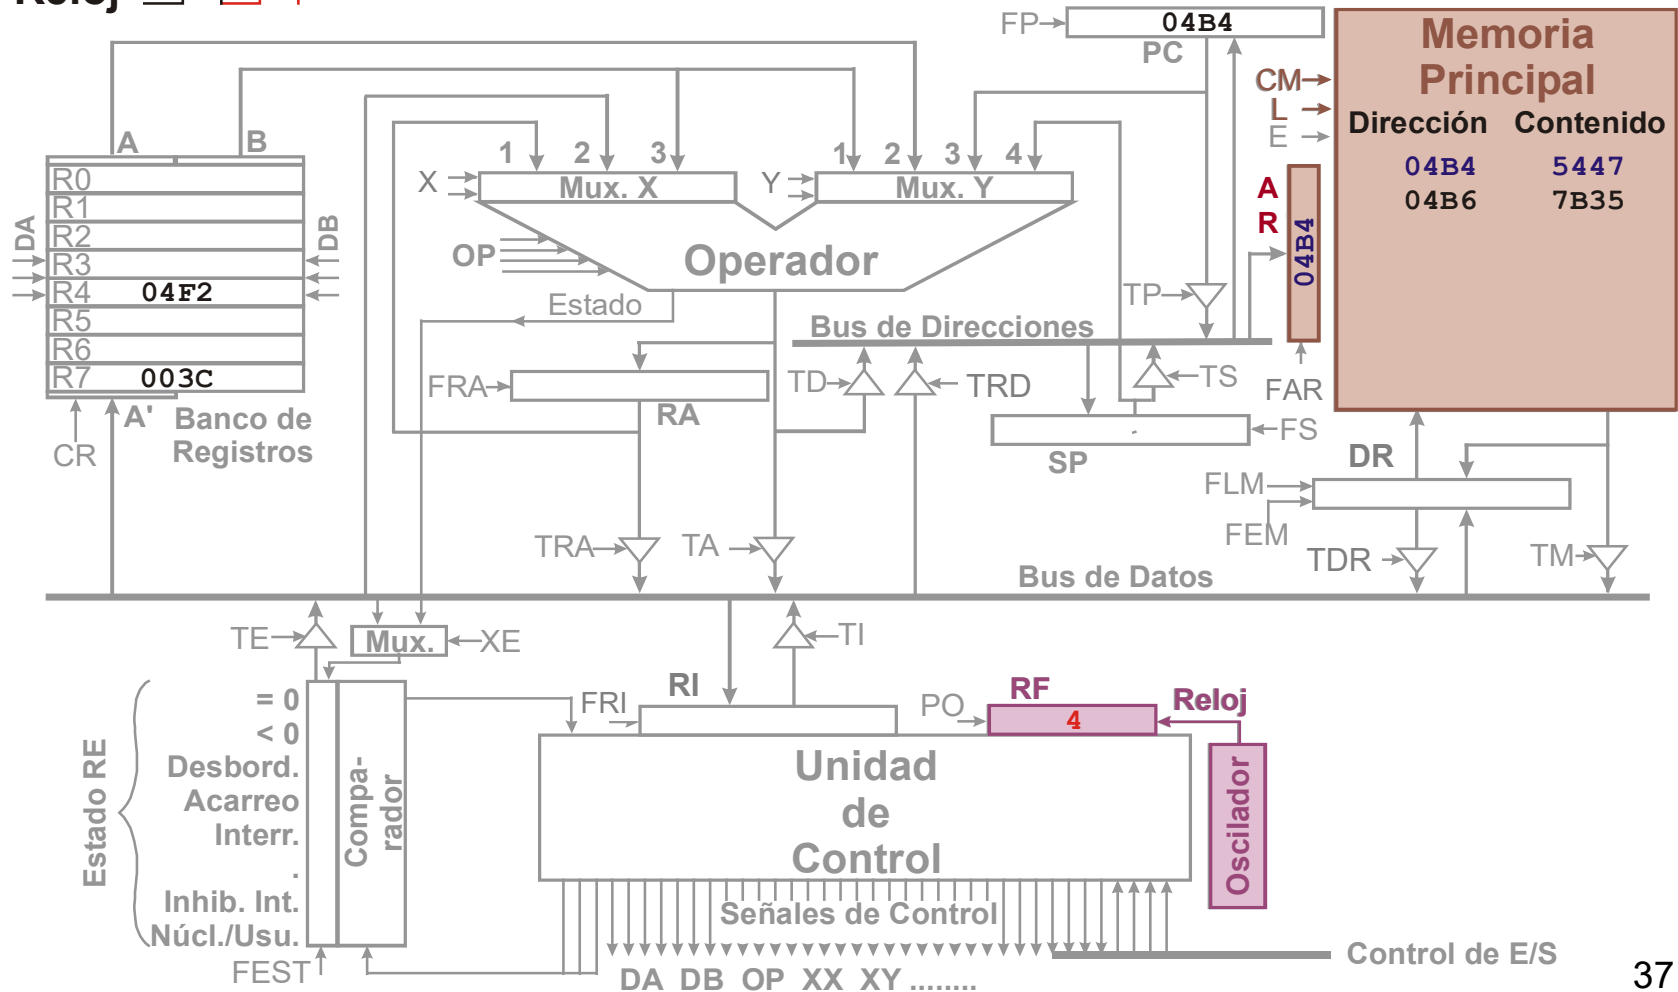 Reloj
FP
04B4
PC
Memoria
Principal
Dirección Contenido
04B4 5447
04B6 7B35
CM
L
E
A B
R0
R1
R2
R3
R4 04F2
R5
R6
R7 003C
DA
DB
A'
CR
Banco de
Registros
1 2 3
X
Mux. X
1 2 3 4
Y
Mux. Y
OP
Operador
Estado
A
R
04B4
FAR
TP
Bus de Direcciones
FRA
RA
TD
TRD
TS
SP
FS
DR
FLM
FEM
TRA
TA
TDR
TM
Bus de Datos
TE
Mux.
XE
TI
Estado RE
= 0
< 0
Desbord.
Acarreo
Interr.
.
Inhib. Int.
Núcl./Usu.
Compa-
rador
FEST
FRI
RI
PO
RF
4
Reloj
Oscilador
Unidad
de
Control
Señales de Control
DA DB OP XX XY ........
Control de E/S
37